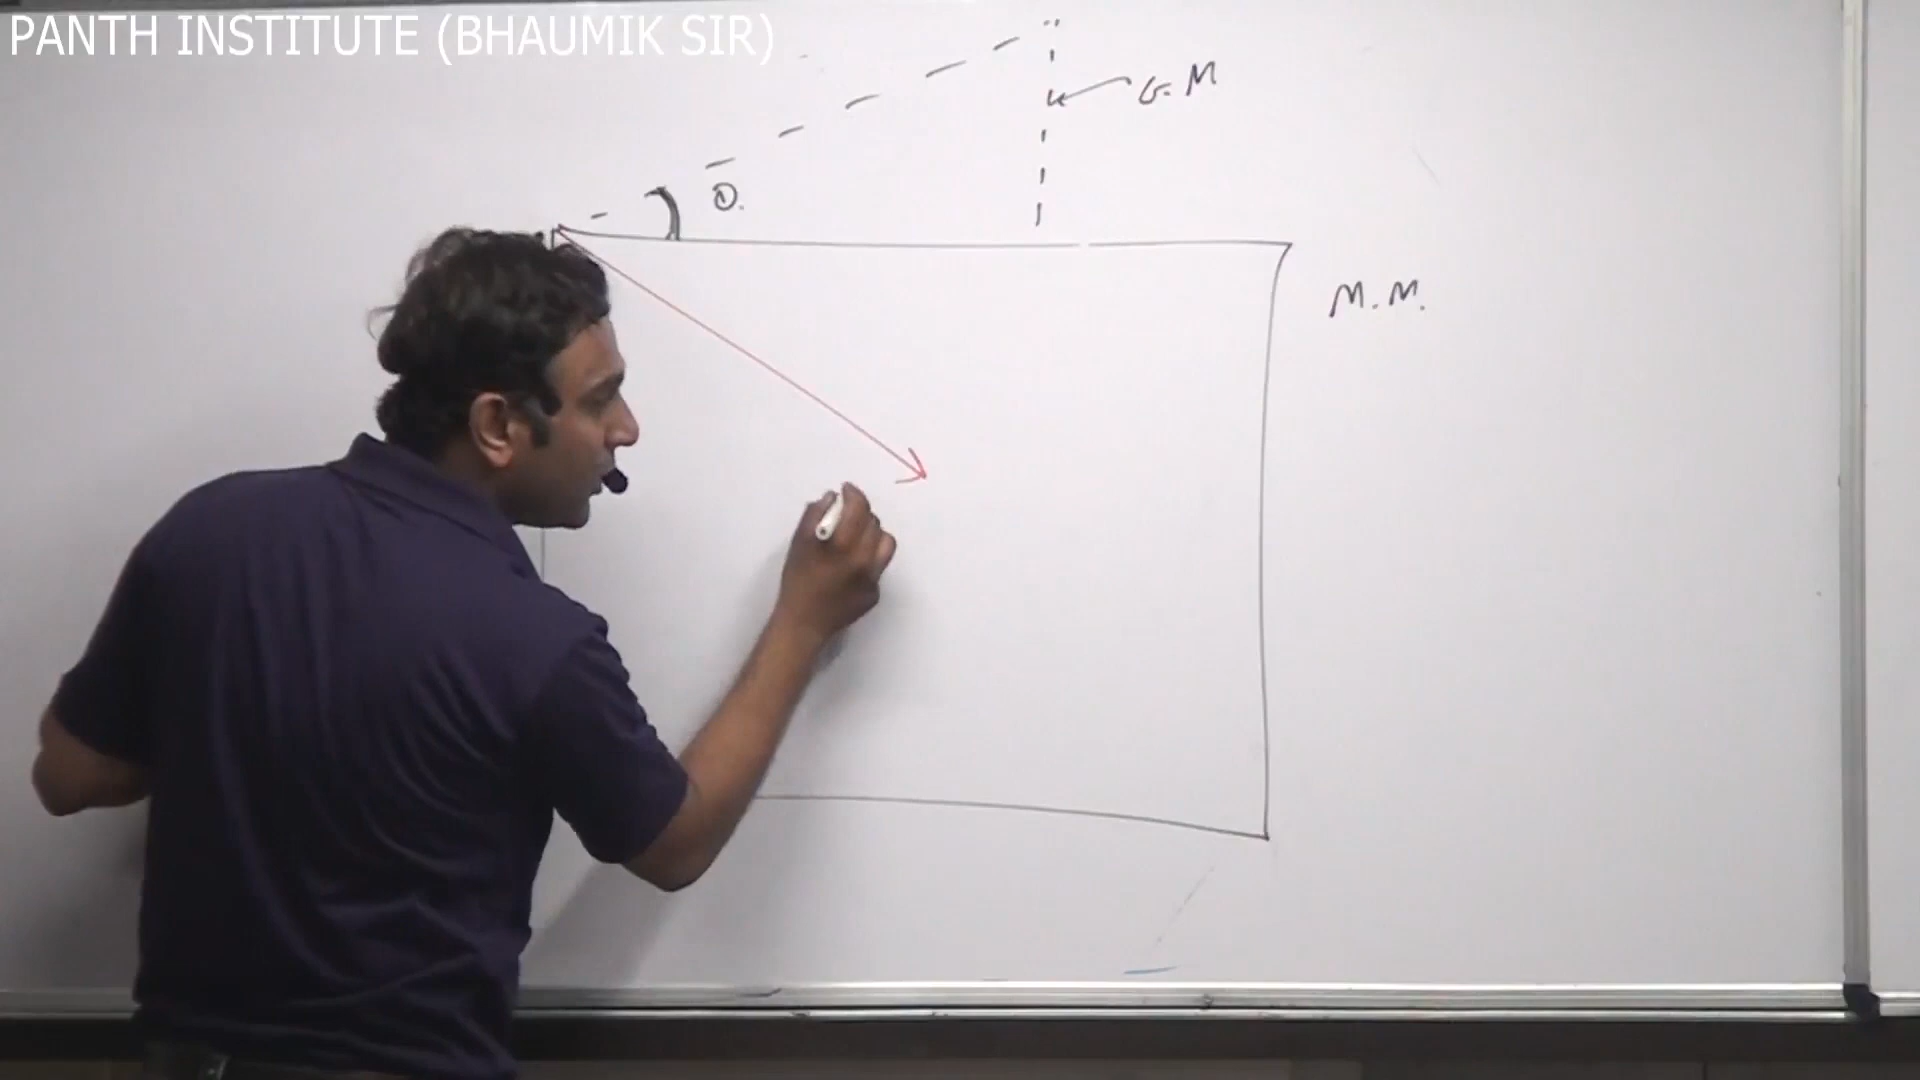 PANTH INSTITUTE (BHAUMIK SIR)
G.M
D.
M.M.